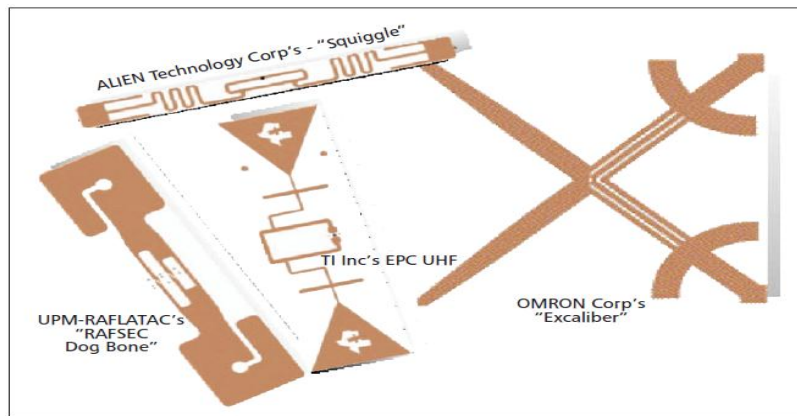 ALIEN Technology Corp's - "Squiggle"
TI Inc's EPC UHF
UPM-RAFLATAC's
"RAFSEC
Dog Bone"
OMRON Corp's
"Excaliber"